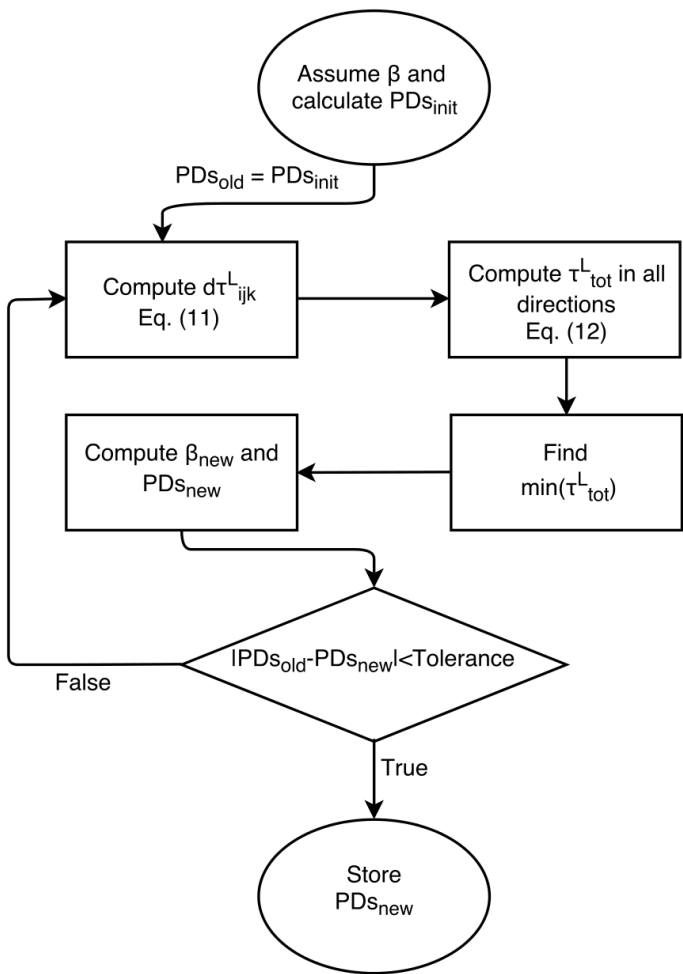 Assume β and
calculate PDs_init
PDs_old = PDs_init
Compute dτ^L_ijk
Eq. (11)
Compute τ^L_tot in all
directions
Eq. (12)
Compute β_new and
PDs_new
Find
min(τ^L_tot)
|PDs_old-PDs_new|<Tolerance
False
True
Store
PDs_new